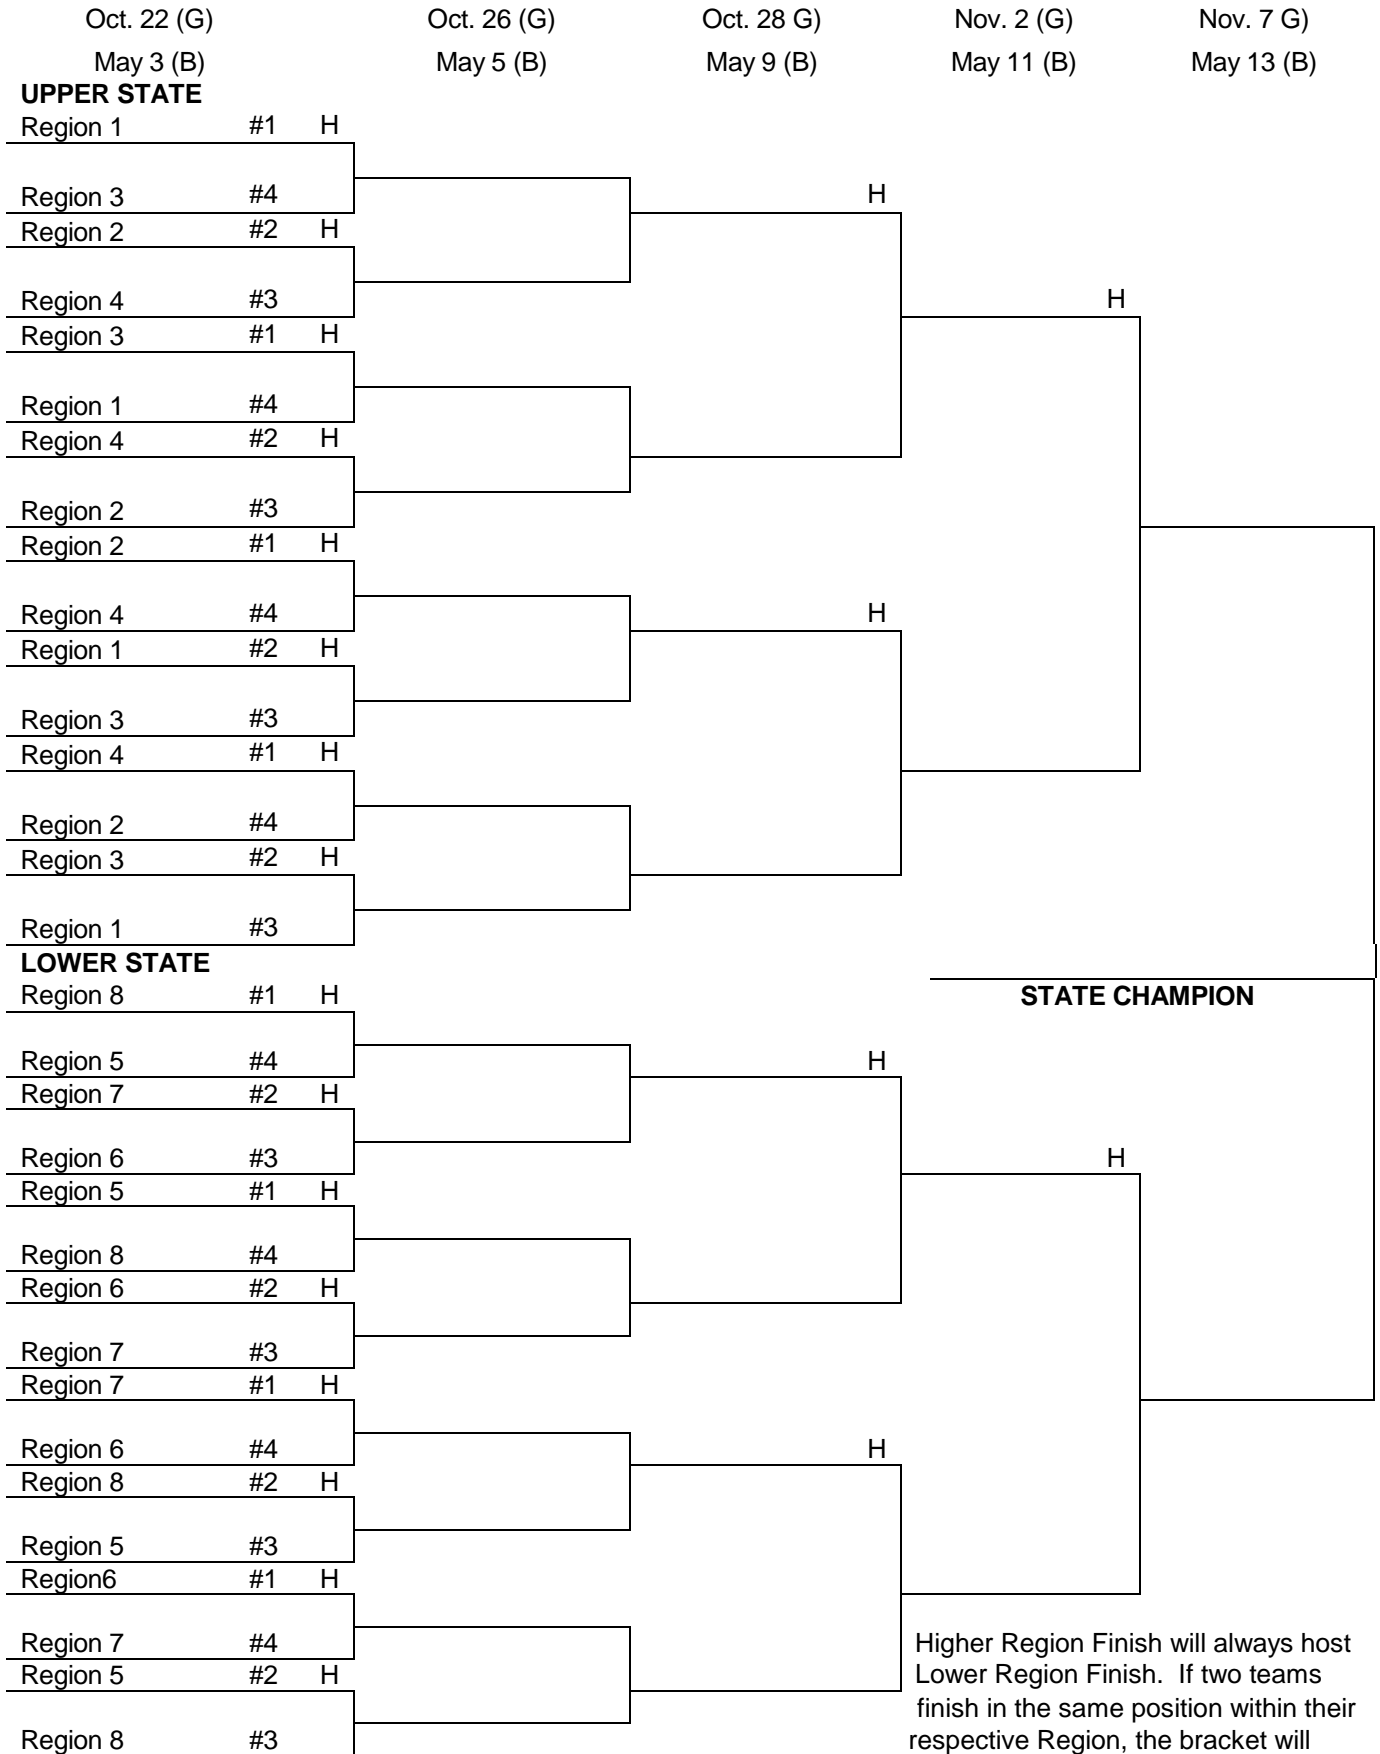 Oct. 22 (G) Oct. 26 (G) Oct. 28 G) Nov. 2 (G) Nov. 7 G)
May 3 (B) May 5 (B) May 9 (B) May 11 (B) May 13 (B)
UPPER STATE
Region 1 #1 H
Region 3 #4 H
Region 2 #2 H
Region 4 #3 H
Region 3 #1 H
Region 1 #4
Region 4 #2 H
Region 2 #3
Region 2 #1 H
Region 4 #4 H
Region 1 #2 H
Region 3 #3
Region 4 #1 H
Region 2 #4
Region 3 #2 H
Region 1 #3
LOWER STATE
Region 8 #1 H STATE CHAMPION
Region 5 #4 H
Region 7 #2 H
Region 6 #3 H
Region 5 #1 H
Region 8 #4
Region 6 #2 H
Region 7 #3
Region 7 #1 H
Region 6 #4 H
Region 8 #2 H
Region 5 #3
Region6 #1 H
Region 7 #4 Higher Region Finish will always host
Region 5 #2 H Lower Region Finish. If two teams
finish in the same position within their
Region 8 #3 respective Region, the bracket will